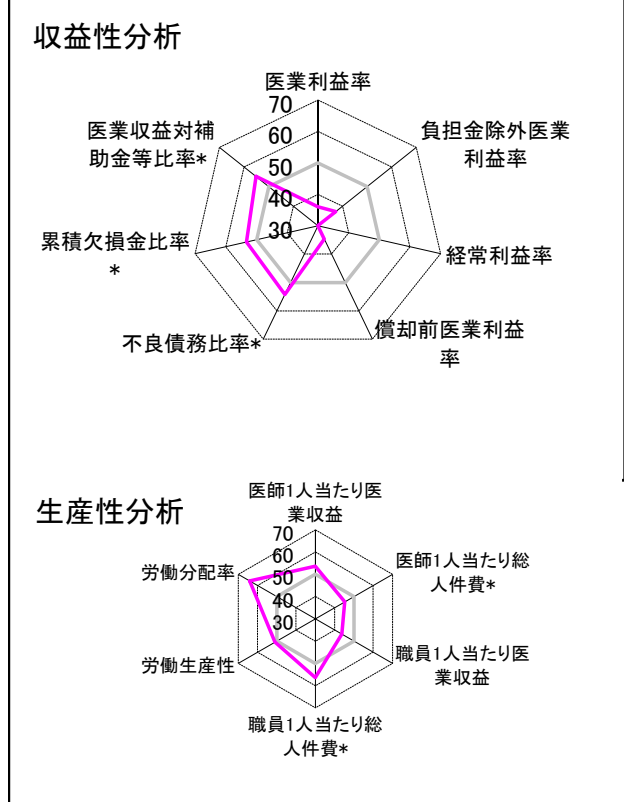 収益性分析
医業利益率
70
60
50
40
30
負担金除外医業
利益率
経常利益率
償却前医業利益
率
不良債務比率*
累積欠損金比率
*
医業収益対補
助金等比率*
生産性分析
医師1人当たり医
業収益
70
60
50
40
30
医師1人当たり総
人件費*
職員1人当たり医
業収益
職員1人当たり総
人件費*
労働生産性
労働分配率